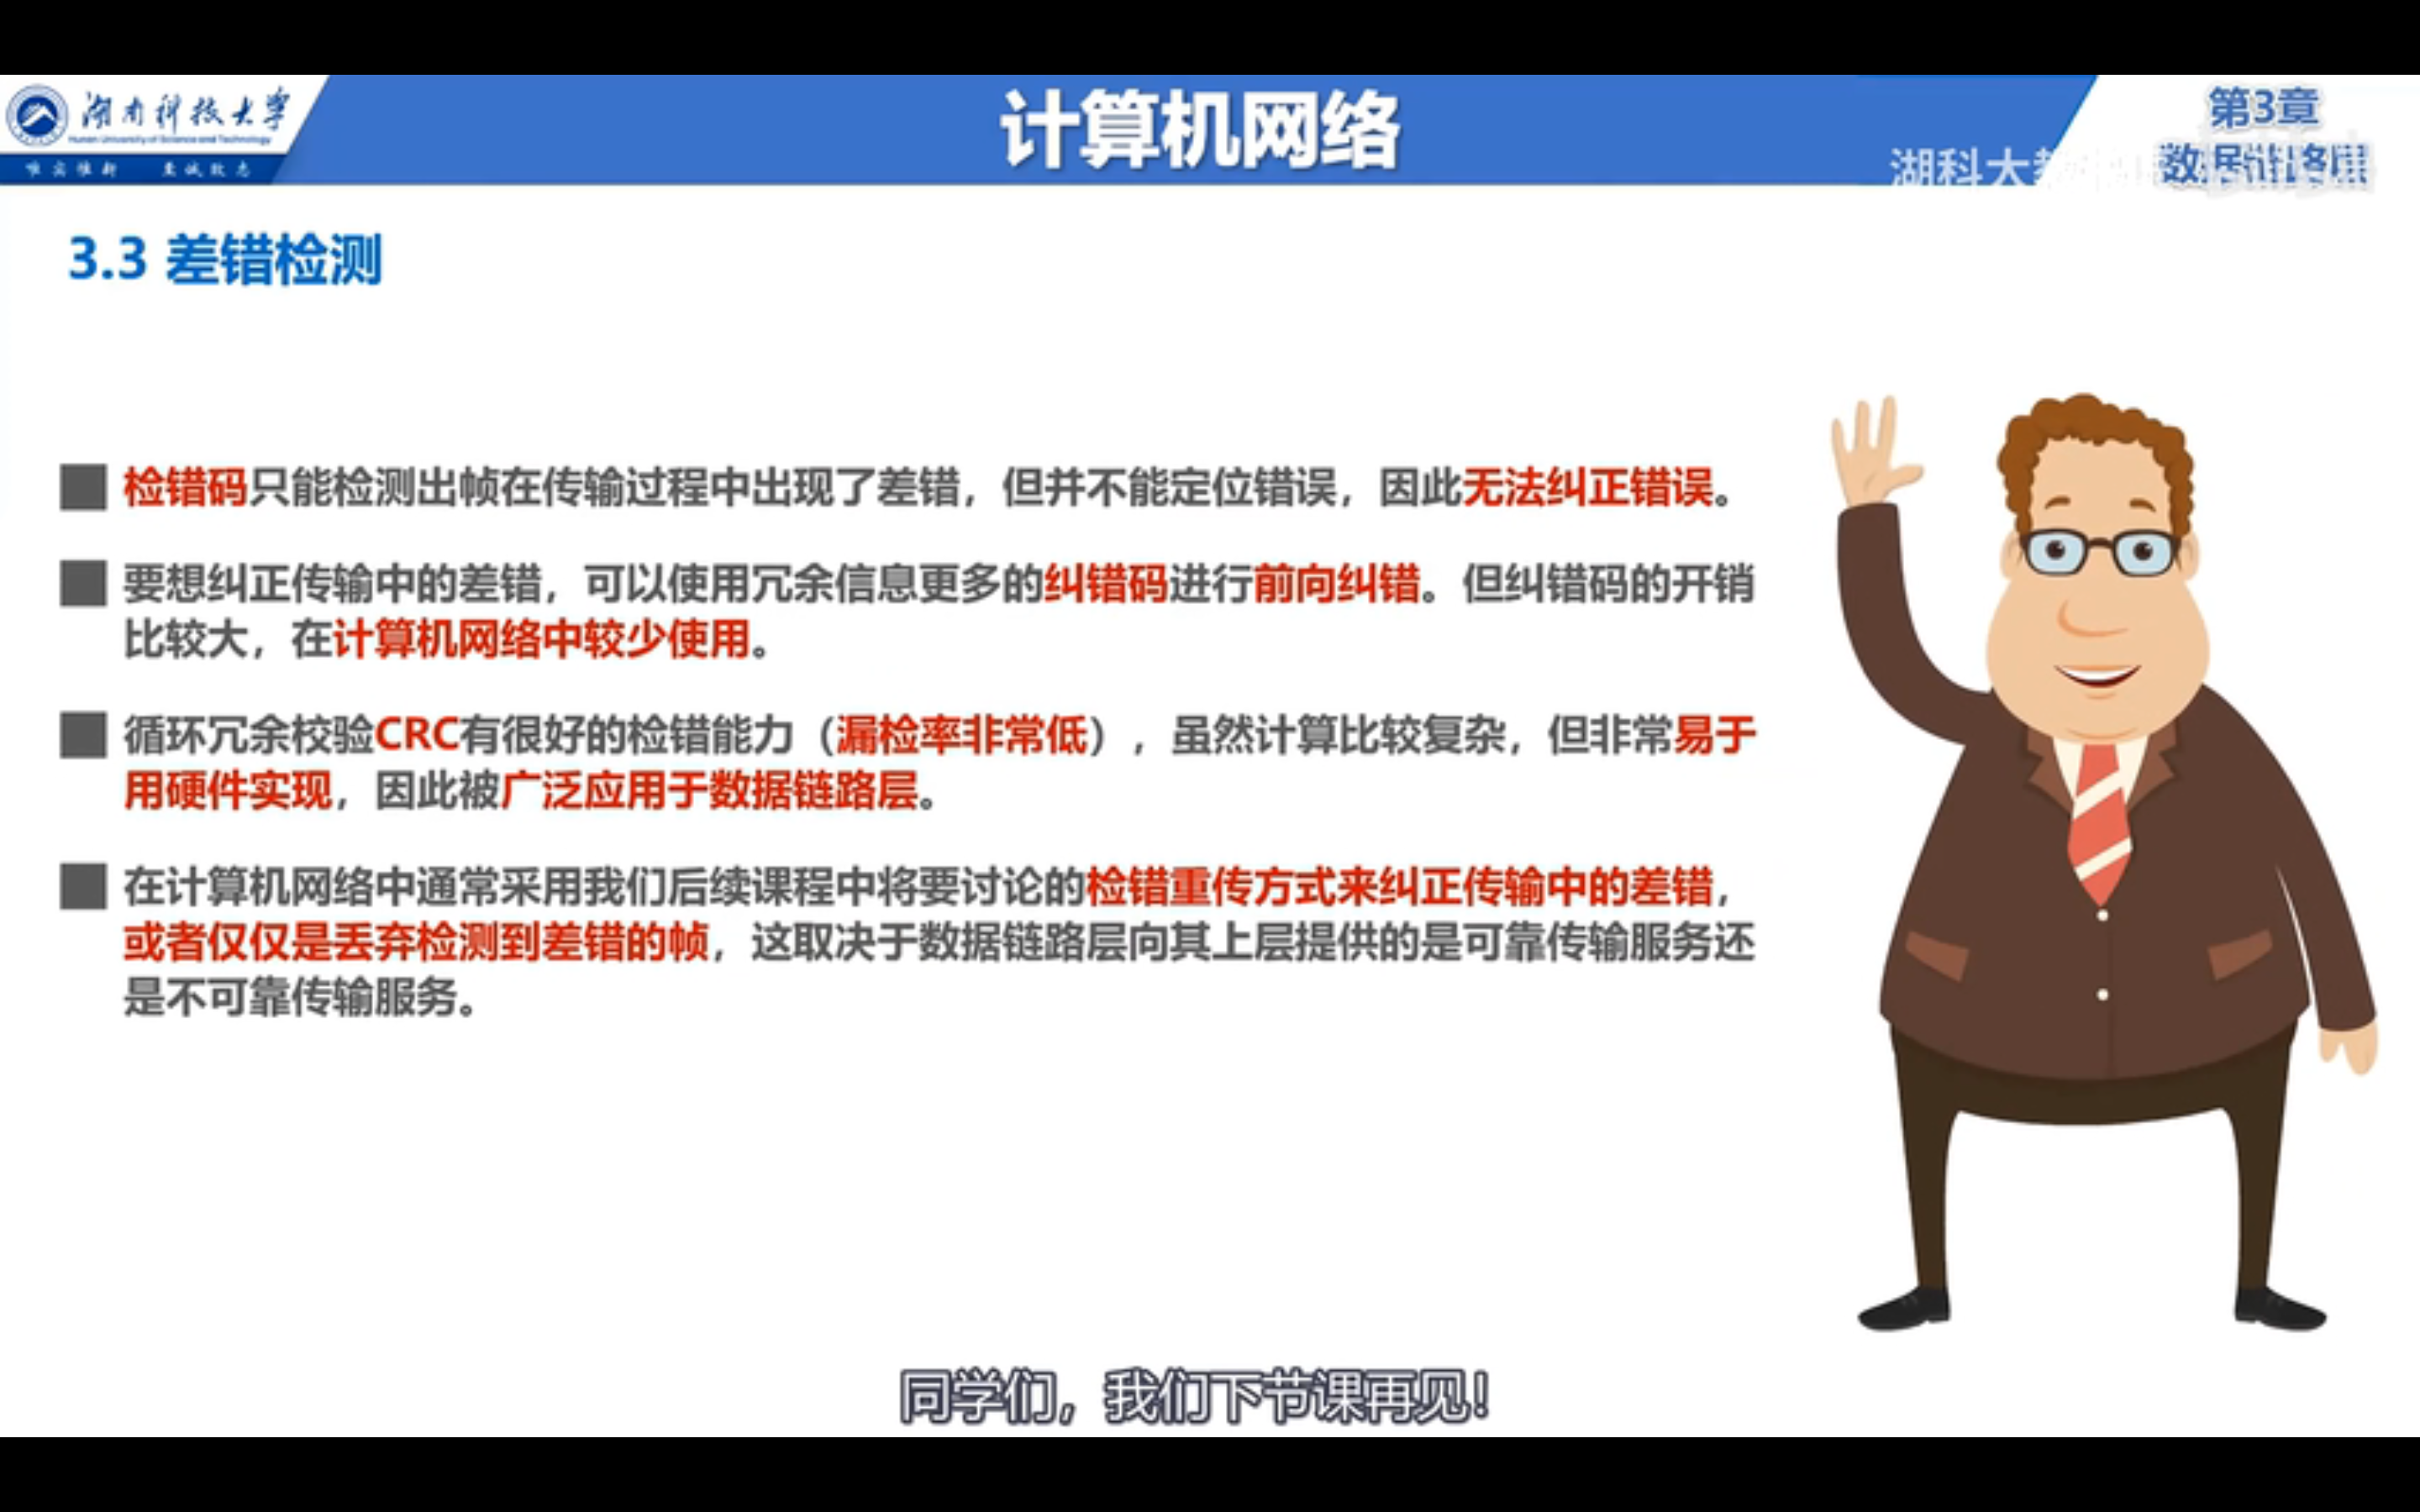 湖南科技大学
Hunan University of Science and Technology
唯实惟新 至诚致志
计算机网络
第3章
数据链路层
湖科大教
3.3 差错检测
检错码只能检测出帧在传输过程中出现了差错，但并不能定位错误，因此无法纠正错误。
要想纠正传输中的差错，可以使用冗余信息更多的纠错码进行前向纠错。但纠错码的开销
比较大，在计算机网络中较少使用。
循环冗余校验CRC有很好的检错能力（漏检率非常低），虽然计算比较复杂，但非常易于
用硬件实现，因此被广泛应用于数据链路层。
在计算机网络中通常采用我们后续课程中将要讨论的检错重传方式来纠正传输中的差错，
或者仅仅是丢弃检测到差错的帧，这取决于数据链路层向其上层提供的是可靠传输服务还
是不可靠传输服务。
同学们，我们下节课再见！